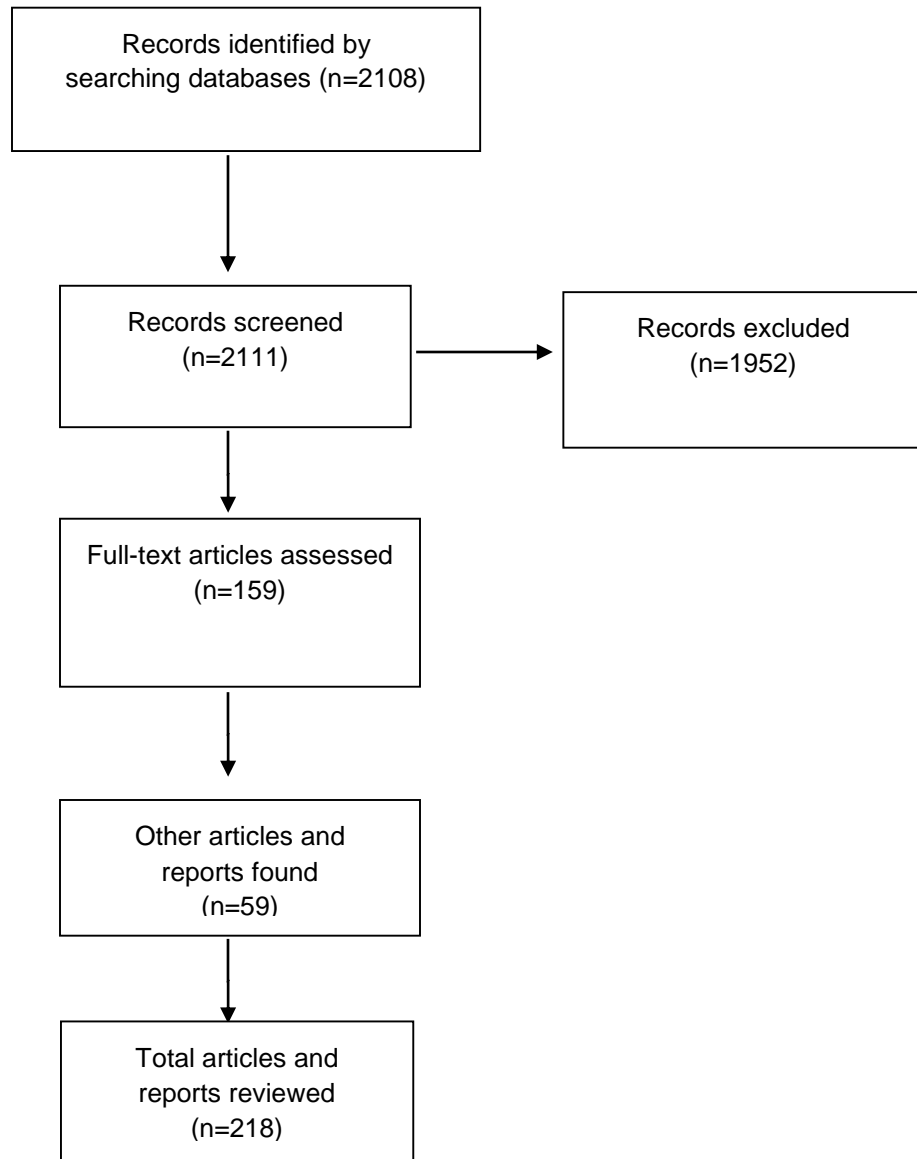 Records identified by
searching databases (n=2108)
Records screened
(n=2111)
Records excluded
(n=1952)
Full-text articles assessed
(n=159)
Other articles and
reports found
(n=59)
Total articles and
reports reviewed
(n=218)